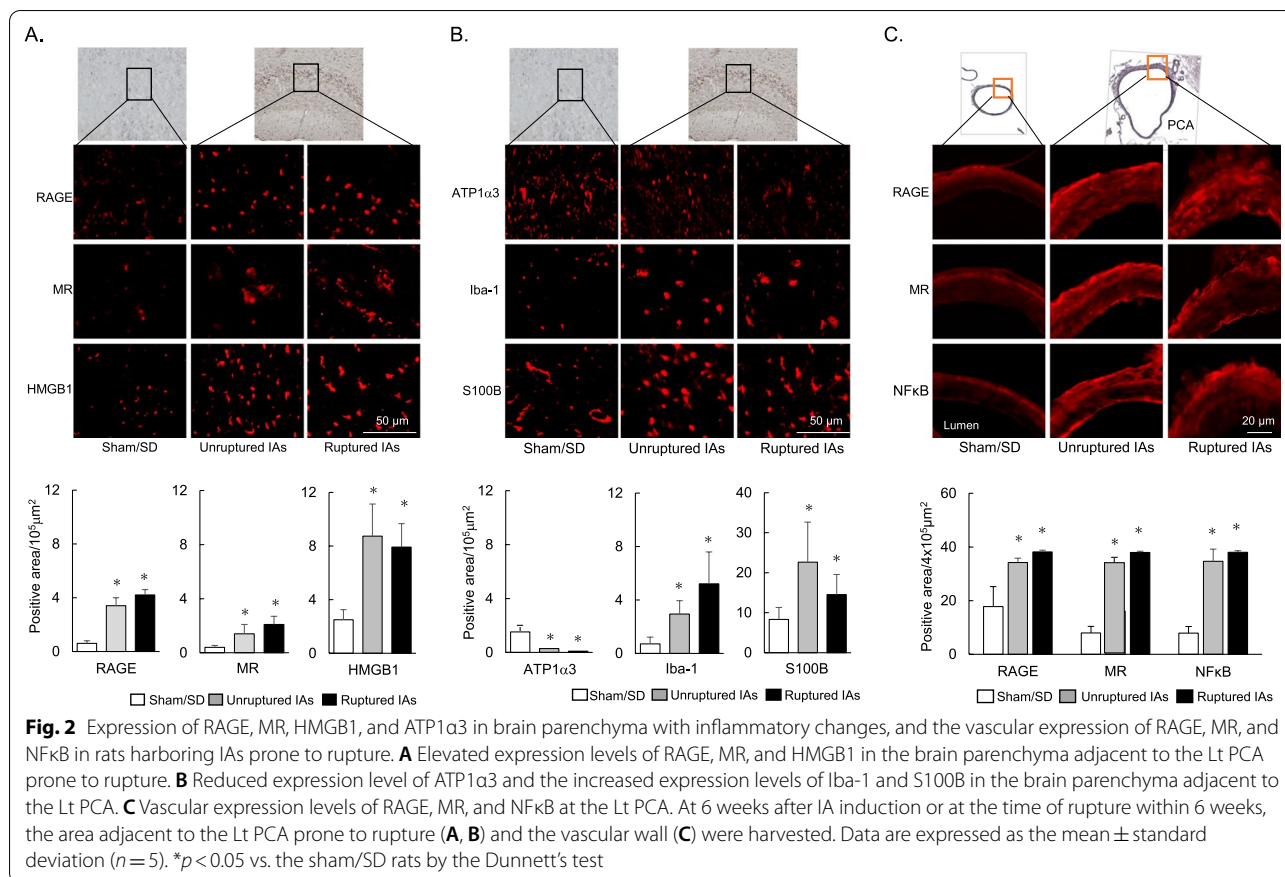 A.
B.
C.
PCA
RAGE
MR
HMGB1
50 μm
Sham/SD Unruptured IAs Ruptured IAs
ATP1α3
Iba-1
S100B
50 μm
Sham/SD Unruptured IAs Ruptured IAs
RAGE
MR
NFκB
Lumen
20 μm
Sham/SD Unruptured IAs Ruptured IAs
Positive area/10⁵μm²
12
8
4
0
* *
RAGE
6
4
2
0
* *
MR
12
8
4
0
* *
HMGB1
Sham/SD Unruptured IAs Ruptured IAs
Positive area/10⁵μm²
12
9
6
3
0
* *
ATP1α3
12
9
6
3
0
* *
Iba-1
40
30
20
10
0
* *
S100B
Sham/SD Unruptured IAs Ruptured IAs
Positive area/4x10⁵μm²
60
40
20
0
* * * * * *
RAGE MR NFκB
Sham/SD Unruptured IAs Ruptured IAs
Fig. 2 Expression of RAGE, MR, HMGB1, and ATP1α3 in brain parenchyma with inflammatory changes, and the vascular expression of RAGE, MR, and
NFκB in rats harboring IAs prone to rupture. A Elevated expression levels of RAGE, MR, and HMGB1 in the brain parenchyma adjacent to the Lt PCA
prone to rupture. B Reduced expression level of ATP1α3 and the increased expression levels of Iba-1 and S100B in the brain parenchyma adjacent to
the Lt PCA. C Vascular expression levels of RAGE, MR, and NFκB at the Lt PCA. At 6 weeks after IA induction or at the time of rupture within 6 weeks,
the area adjacent to the Lt PCA prone to rupture (A, B) and the vascular wall (C) were harvested. Data are expressed as the mean ± standard
deviation (n = 5). *p < 0.05 vs. the sham/SD rats by the Dunnett's test